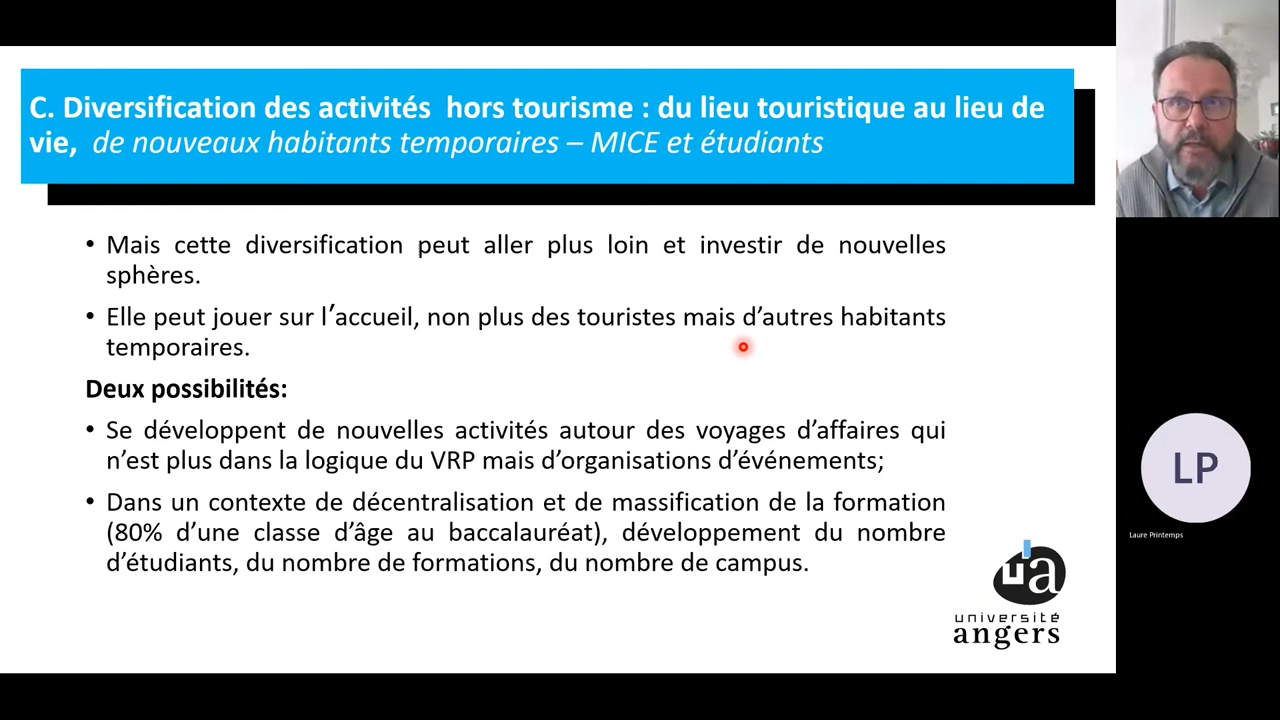 C. Diversification des activités hors tourisme : du lieu touristique au lieu de
vie, de nouveaux habitants temporaires – MICE et étudiants
• Mais cette diversification peut aller plus loin et investir de nouvelles
sphères.
• Elle peut jouer sur l’accueil, non plus des touristes mais d’autres habitants
temporaires.
Deux possibilités:
• Se développent de nouvelles activités autour des voyages d’affaires qui
n’est plus dans la logique du VRP mais d’organisations d’événements;
• Dans un contexte de décentralisation et de massification de la formation
(80% d’une classe d’âge au baccalauréat), développement du nombre
d’étudiants, du nombre de formations, du nombre de campus.
ua
université
angers
LP
Laure Printemps